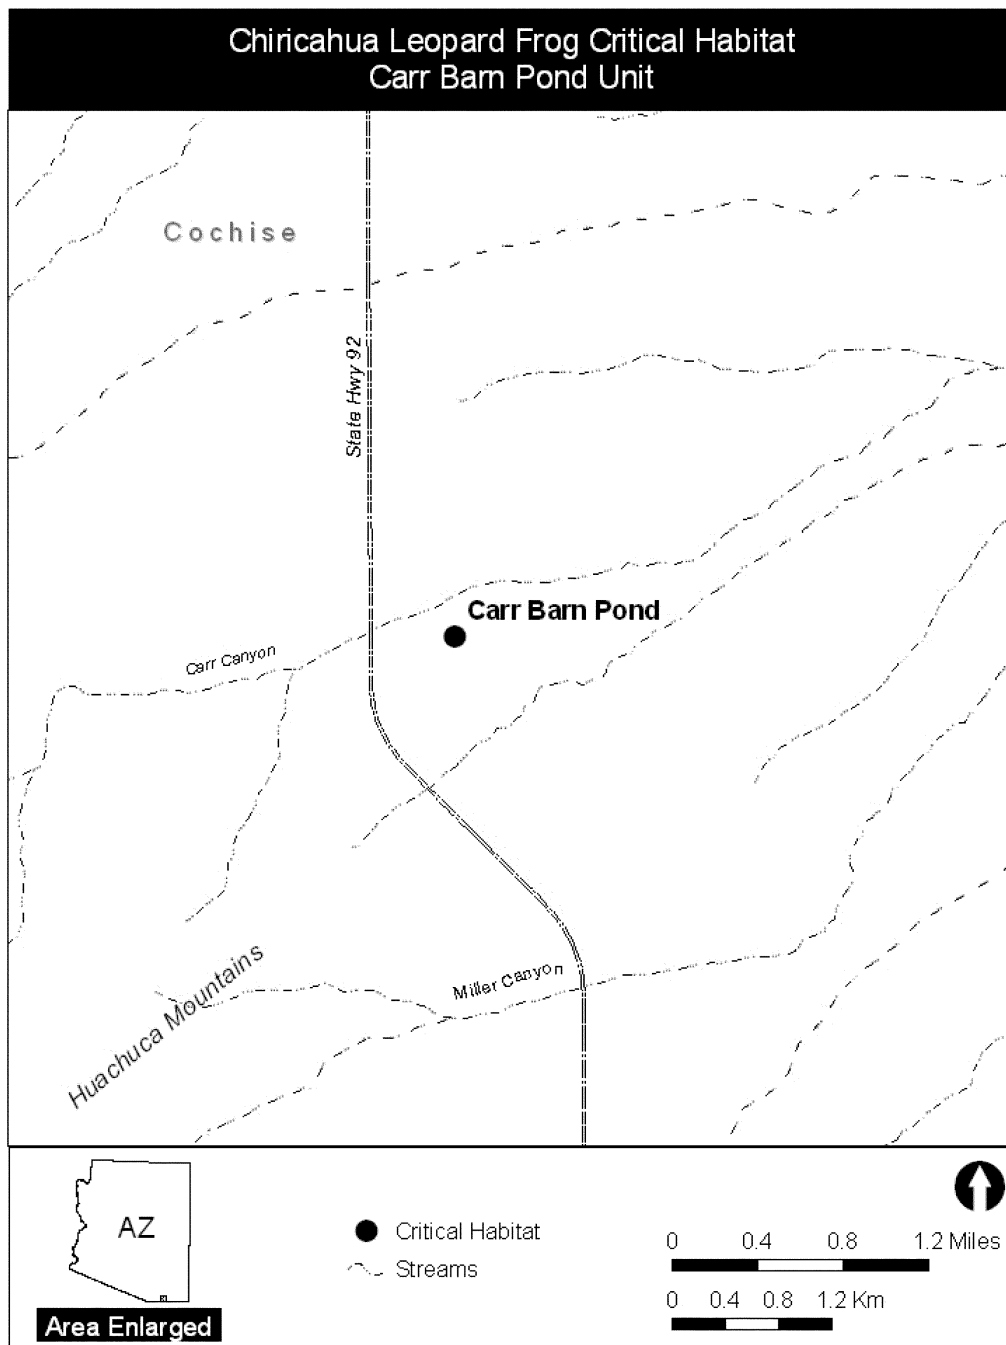 Chiricahua Leopard Frog Critical Habitat
Carr Barn Pond Unit
Cochise
State Hwy 92
Carr Barn Pond
Carr Canyon
Miller Canyon
Huachuca Mountains
AZ
Area Enlarged
Critical Habitat
Streams
0 0.4 0.8 1.2 Miles
0 0.4 0.8 1.2 Km